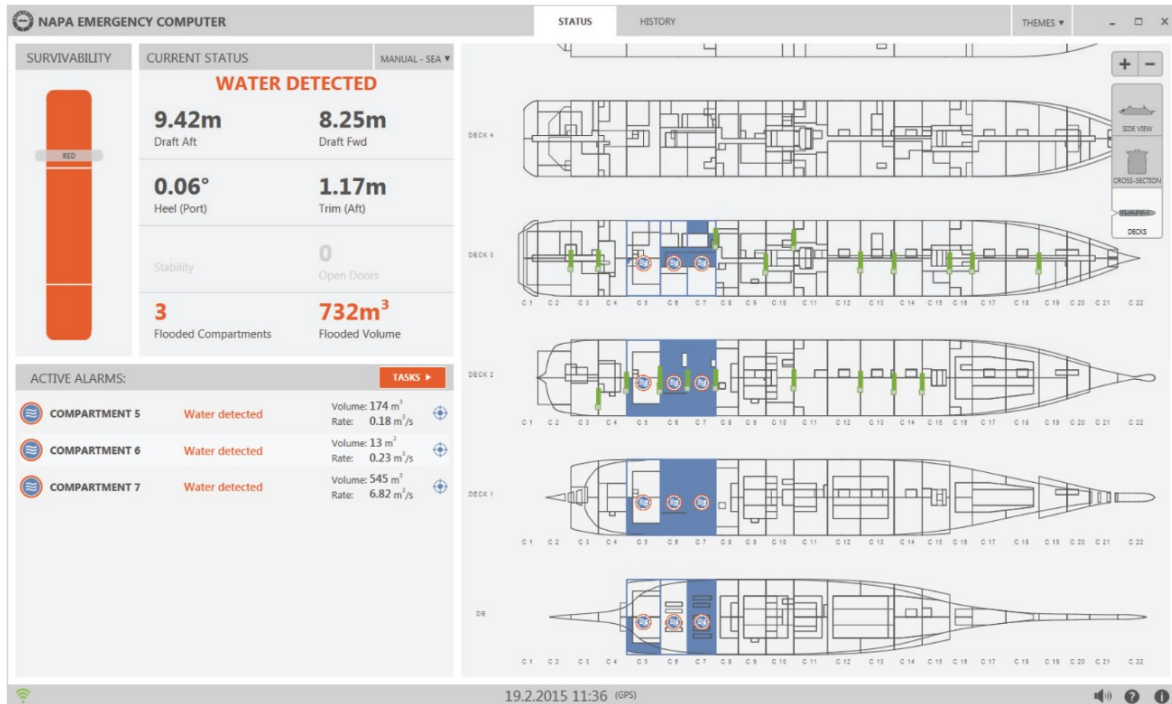 NAPA EMERGENCY COMPUTER
STATUS
HISTORY
THEMES ▼
SURVIVABILITY
RED
CURRENT STATUS
MANUAL - SEA ▼
WATER DETECTED
9.42m
Draft Aft
8.25m
Draft Fwd
0.06°
Heel (Port)
1.17m
Trim (Aft)
Stability
0
Open Doors
3
Flooded Compartments
732m³
Flooded Volume
ACTIVE ALARMS:
TASKS ▶
COMPARTMENT 5 Water detected Volume: 174 m³
Rate: 0.18 m³/s
COMPARTMENT 6 Water detected Volume: 13 m³
Rate: 0.23 m³/s
COMPARTMENT 7 Water detected Volume: 545 m³
Rate: 6.82 m³/s
+ −
SIDE VIEW
CROSS-SECTION
DECKS
DECK 4
DECK 3
C 1 C 2 C 3 C 4 C 5 C 6 C 7 C 8 C 9 C 10 C 11 C 12 C 13 C 14 C 15 C 16 C 17 C 18 C 19 C 20 C 21 C 22
DECK 2
C 1 C 2 C 3 C 4 C 5 C 6 C 7 C 8 C 9 C 10 C 11 C 12 C 13 C 14 C 15 C 16 C 17 C 18 C 19 C 20 C 21 C 22
DECK 1
C 1 C 2 C 3 C 4 C 5 C 6 C 7 C 8 C 9 C 10 C 11 C 12 C 13 C 14 C 15 C 16 C 17 C 18 C 19 C 20 C 21 C 22
DB
C 1 C 2 C 3 C 4 C 5 C 6 C 7 C 8 C 9 C 10 C 11 C 12 C 13 C 14 C 15 C 16 C 17 C 18 C 19 C 20 C 21 C 22
19.2.2015 11:36 (GPS)